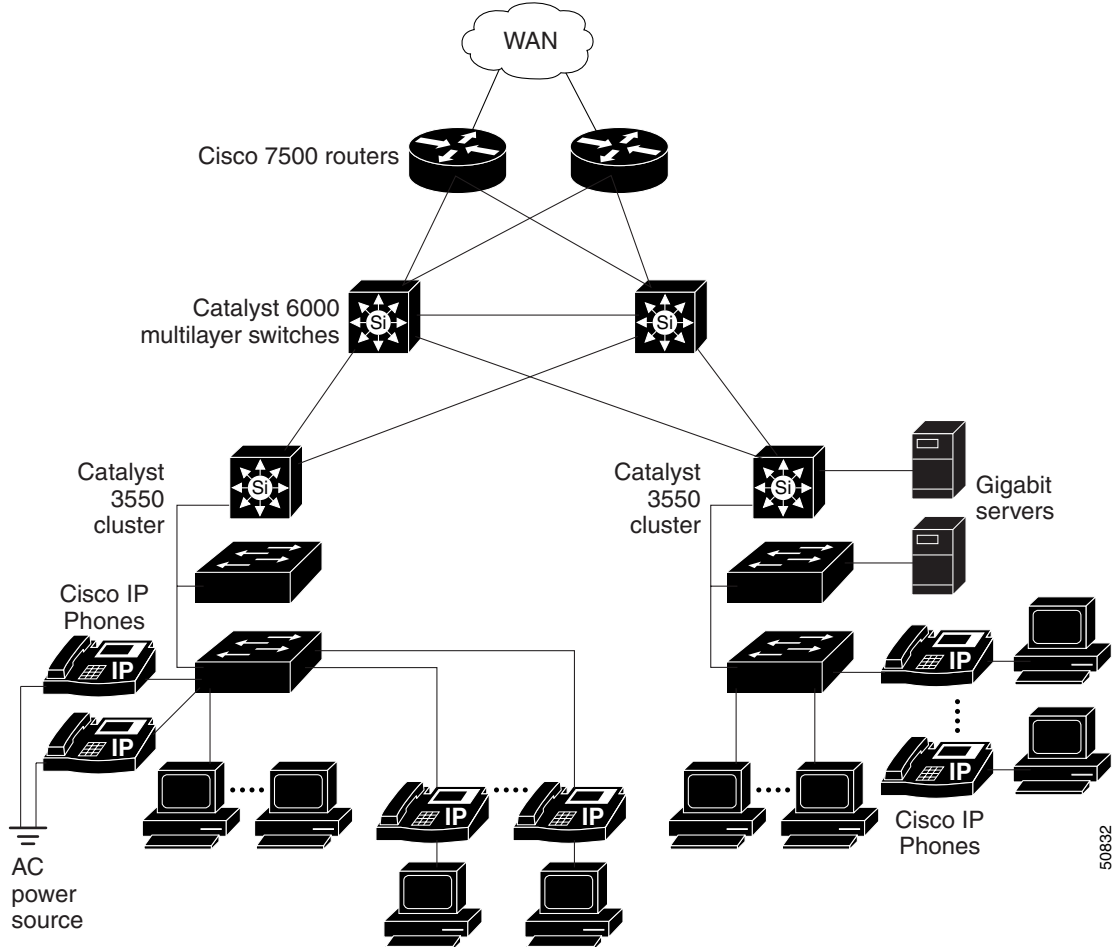 WAN
Cisco 7500 routers
Catalyst 6000
multilayer switches
Si
Si
Catalyst
3550
cluster
Si
Catalyst
3550
cluster
Si
Gigabit
servers
Cisco IP
Phones
IP
IP
IP
IP
IP
IP
Cisco IP
Phones
AC
power
source
50832